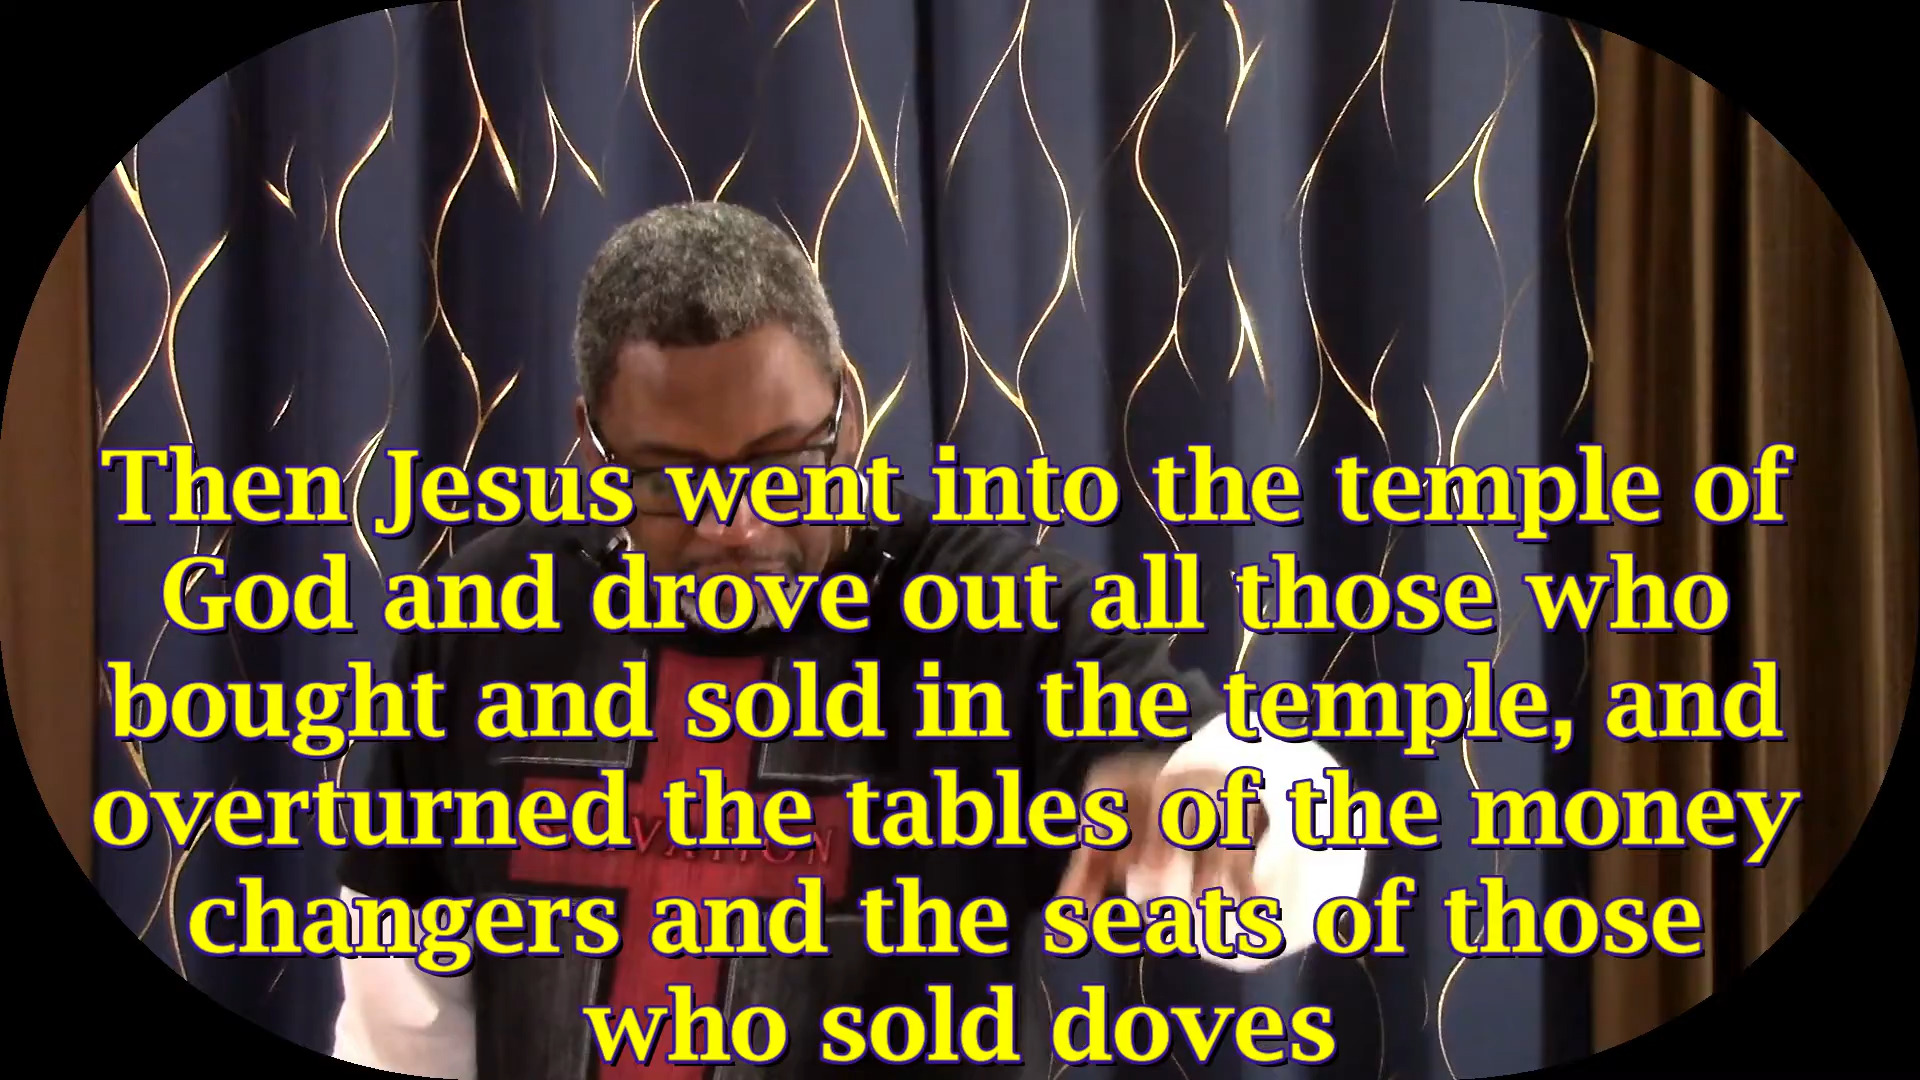 Then Jesus went into the temple of
God and drove out all those who
bought and sold in the temple, and
overturned the tables of the money
changers and the seats of those
who sold doves